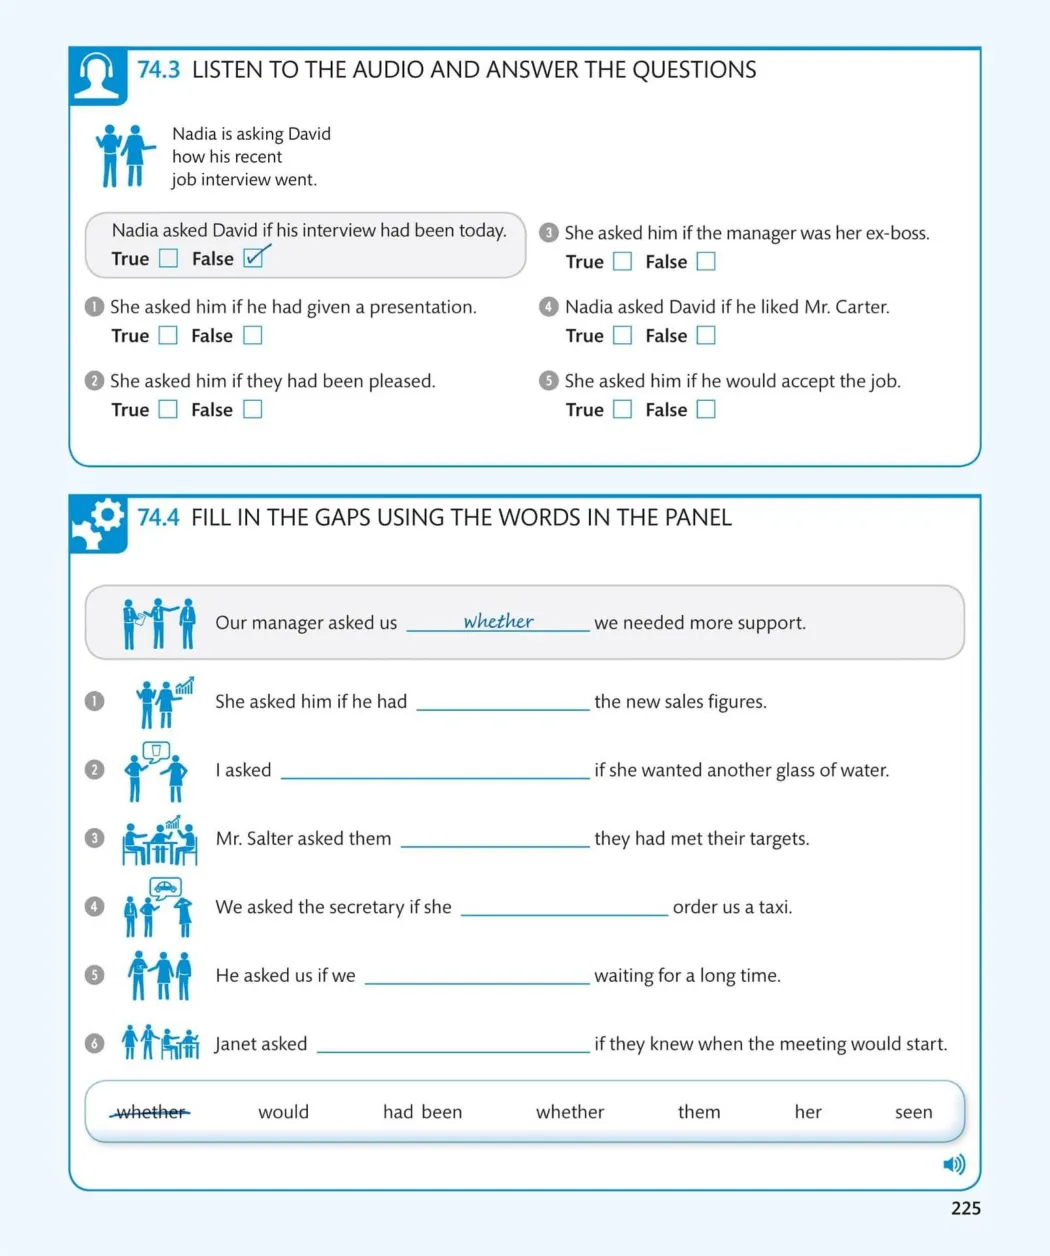 74.3 LISTEN TO THE AUDIO AND ANSWER THE QUESTIONS
Nadia is asking David
how his recent
job interview went.
Nadia asked David if his interview had been today.
True False
1 She asked him if he had given a presentation.
True False
2 She asked him if they had been pleased.
True False
3 She asked him if the manager was her ex-boss.
True False
4 Nadia asked David if he liked Mr. Carter.
True False
5 She asked him if he would accept the job.
True False
74.4 FILL IN THE GAPS USING THE WORDS IN THE PANEL
Our manager asked us whether we needed more support.
1 She asked him if he had the new sales figures.
2 I asked if she wanted another glass of water.
3 Mr. Salter asked them they had met their targets.
4 We asked the secretary if she order us a taxi.
5 He asked us if we waiting for a long time.
6 Janet asked if they knew when the meeting would start.
whether would had been whether them her seen
225